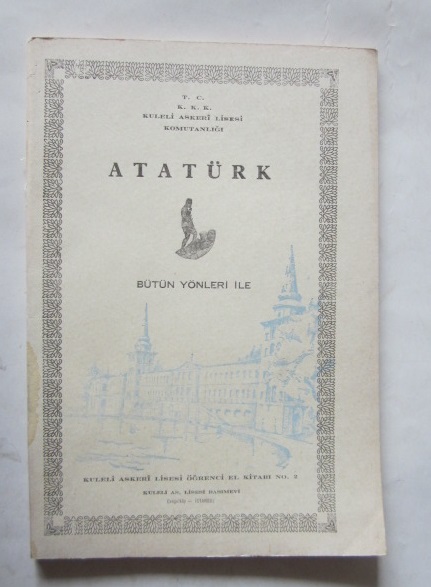 T. C.
K. K. K.
KULELİ ASKERÎ LİSESİ
KOMUTANLIĞI
ATATÜRK
BÜTÜN YÖNLERİ İLE
KULELİ ASKERÎ LİSESİ ÖĞRENCİ EL KİTABI NO. 2
KULELİ AS. LİSESİ BASIMEVİ